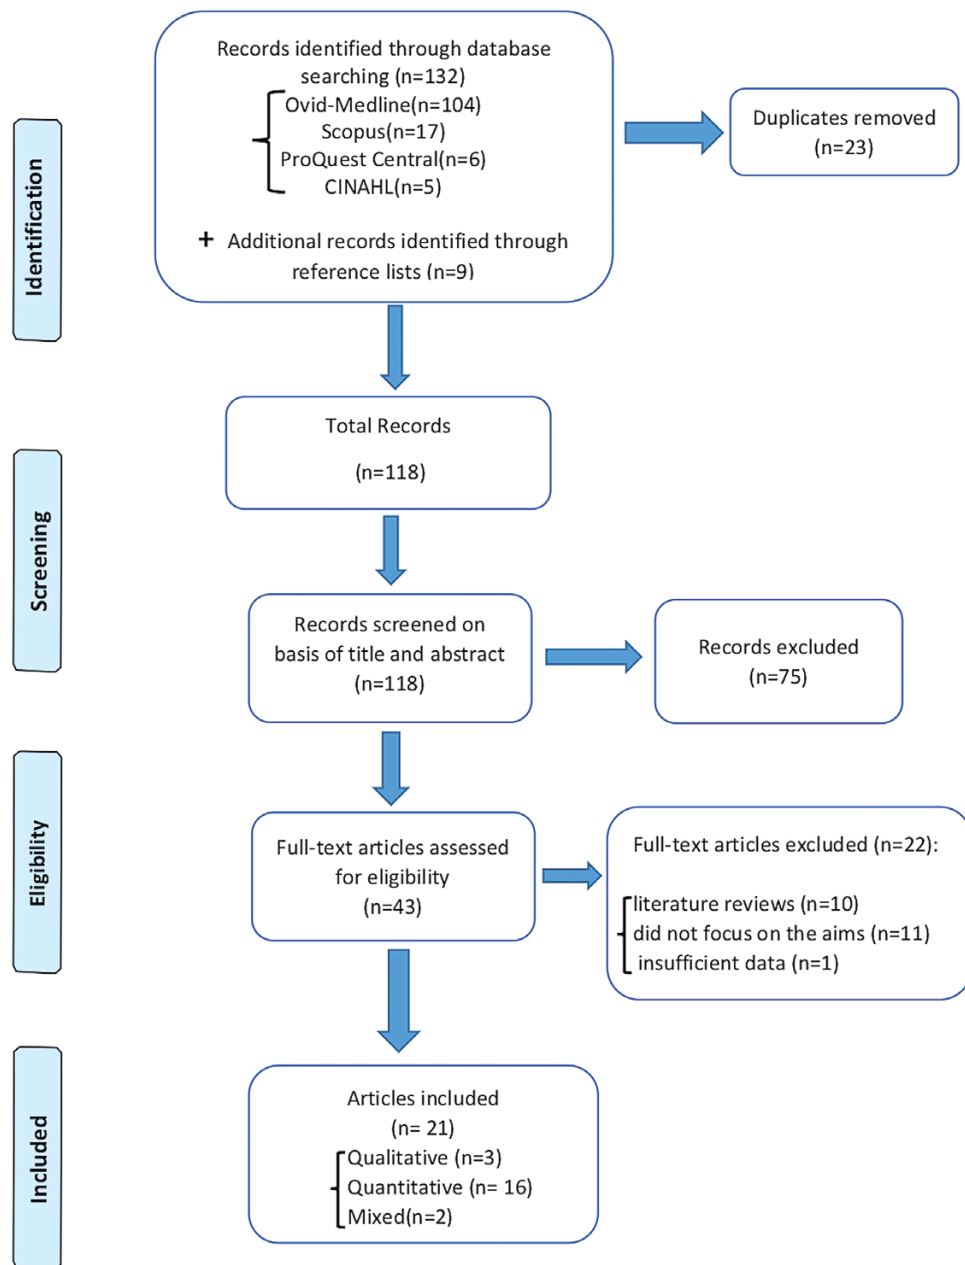 Identification
Records identified through database
searching (n=132)
Ovid-Medline(n=104)
Scopus(n=17)
ProQuest Central(n=6)
CINAHL(n=5)
+ Additional records identified through
reference lists (n=9)
Duplicates removed
(n=23)
Screening
Total Records
(n=118)
Records screened on
basis of title and abstract
(n=118)
Records excluded
(n=75)
Eligibility
Full-text articles assessed
for eligibility
(n=43)
Full-text articles excluded (n=22):
literature reviews (n=10)
did not focus on the aims (n=11)
insufficient data (n=1)
Included
Articles included
(n= 21)
Qualitative (n=3)
Quantitative (n= 16)
Mixed(n=2)